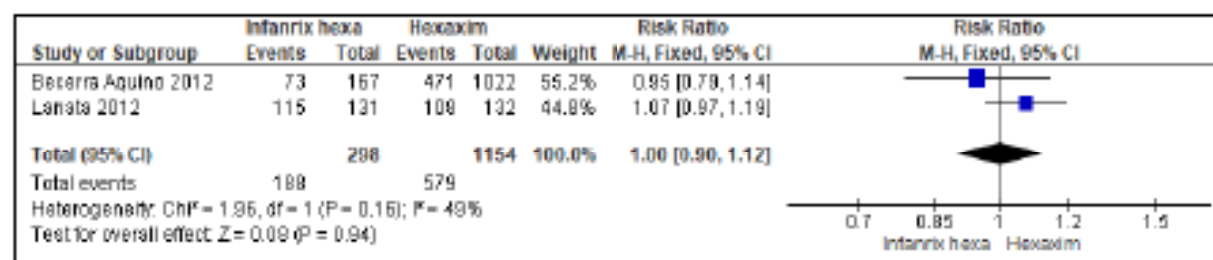 Infanrix hexa Hexaxim Risk Ratio Risk Ratio
Study or Subgroup Events Total Events Total Weight M-H, Fixed, 95% CI M-H, Fixed, 95% CI
Becerra Aquino 2012 73 167 471 1022 55.2% 0.95 [0.79, 1.14]
Lanata 2012 115 131 108 132 44.8% 1.07 [0.97, 1.19]
Total (95% CI) 298 1154 100.0% 1.00 [0.90, 1.12]
Total events 188 579
Heterogeneity: Chi² = df = 1 (P = 0.16); I² = 49%
Test for overall effect: Z = 0.08 (P = 0.94)
0.7 0.85 1 1.2 1.5
Infanrix hexa Hexaxim